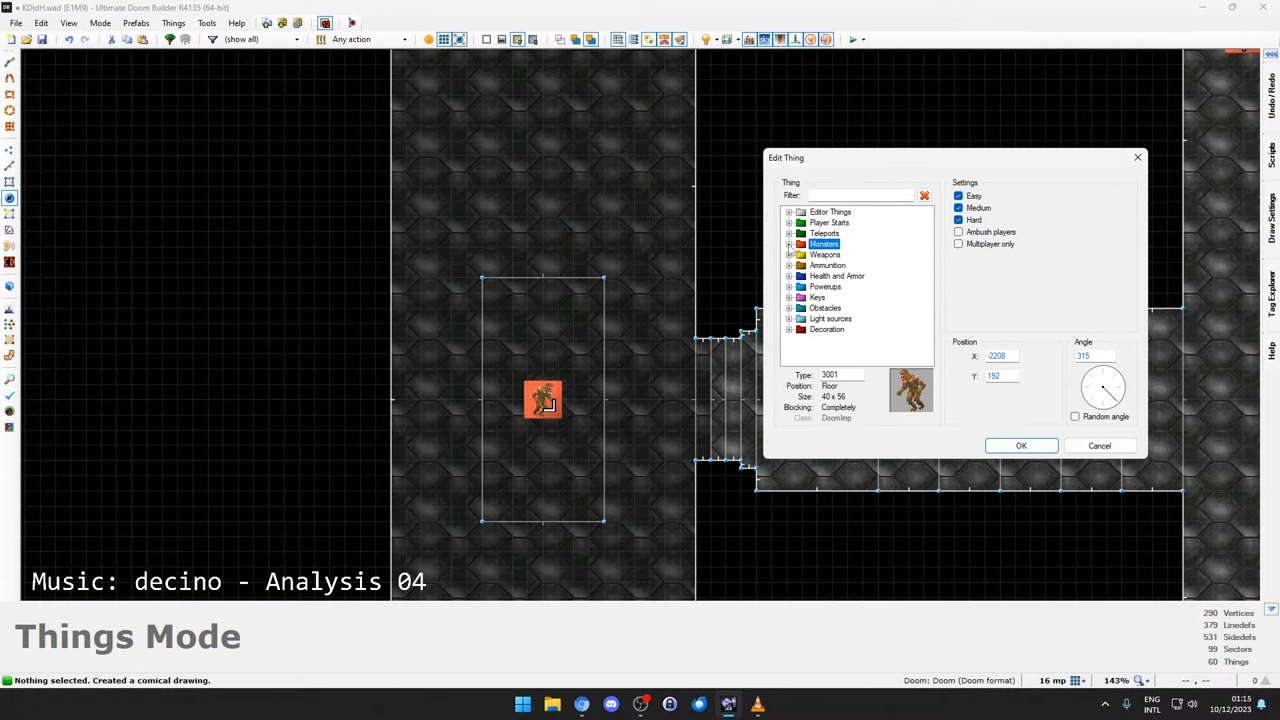 KDidH.wad (E1M9) - Ultimate Doom Builder R4135 (64-bit)
File Edit View Mode Prefabs Things Tools Help
(show all) Any action
Undo / Redo
Scripts
Draw Settings
Tag Explorer
Help
Edit Thing
Thing
Filter:
Editor Things
Player Starts
Teleports
Monsters
Weapons
Ammunition
Health and Armor
Powerups
Keys
Obstacles
Light sources
Decoration
Type: 3001
Position: Floor
Size: 40 x 56
Blocking: Completely
Class: DoomImp
Settings
Easy
Medium
Hard
Ambush players
Multiplayer only
Position
X: -2208
Y: 192
Angle
315
Random angle
OK Cancel
Music: decino - Analysis 04
Things Mode
290 Vertices
379 Linedefs
531 Sidedefs
99 Sectors
60 Things
Nothing selected. Created a comical drawing.
Doom: Doom (Doom format) 16 mp 143% -- , -- 0
ENG
INTL
01:15
10/12/2023